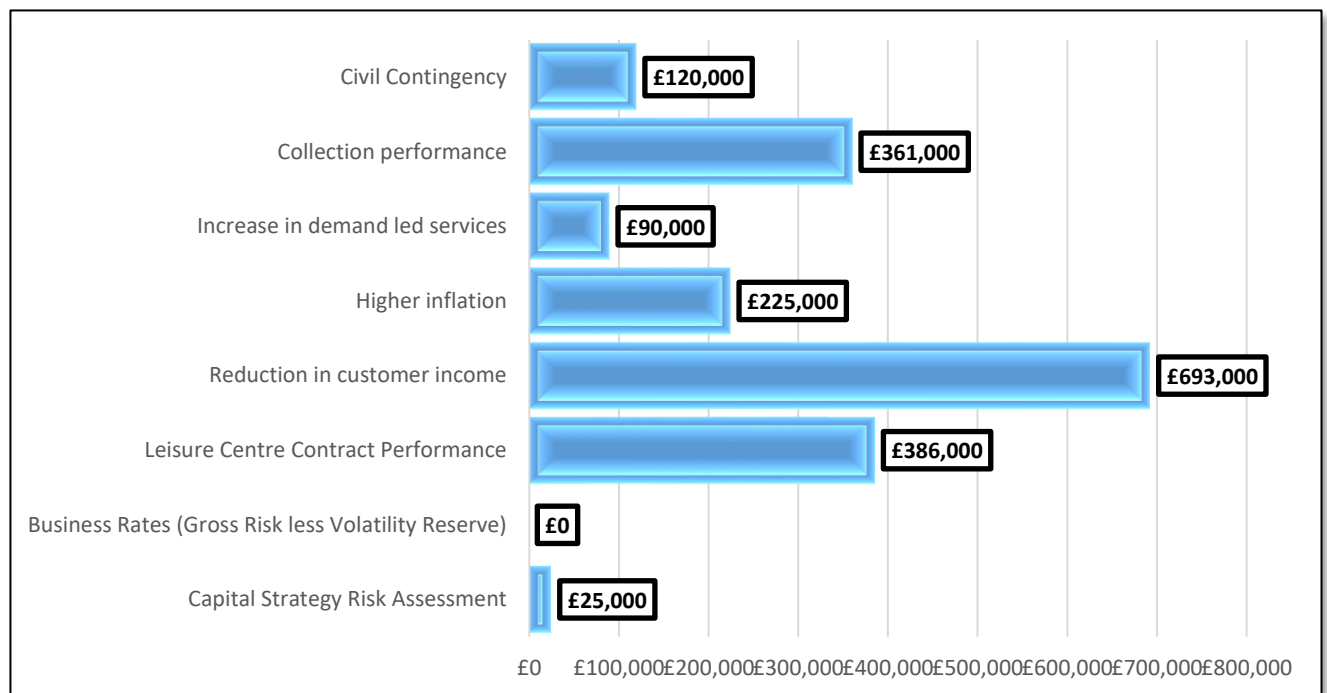 Civil Contingency £120,000
Collection performance £361,000
Increase in demand led services £90,000
Higher inflation £225,000
Reduction in customer income £693,000
Leisure Centre Contract Performance £386,000
Business Rates (Gross Risk less Volatility Reserve) £0
Capital Strategy Risk Assessment £25,000
£0 £100,000 £200,000 £300,000 £400,000 £500,000 £600,000 £700,000 £800,000